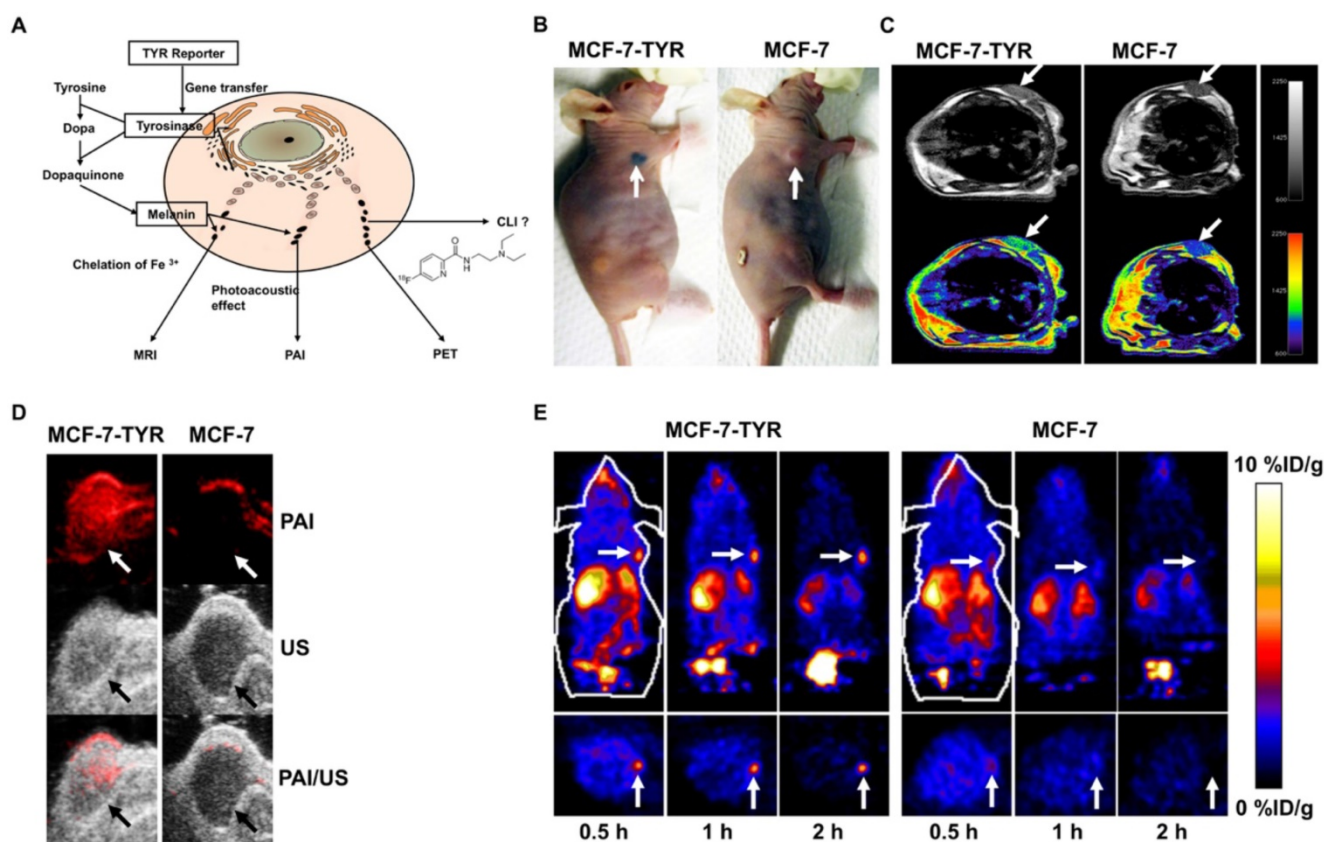 A
TYR Reporter
Gene transfer
Tyrosine
Dopa
Tyrosinase
Dopaquinone
Melanin
Chelation of Fe 3+
Photoacoustic
effect
CLI ?
18F
N
O
N
H
N
MRI
PAI
PET
B
MCF-7-TYR
MCF-7
C
MCF-7-TYR
MCF-7
2250
1425
600
2250
1425
600
D
MCF-7-TYR
MCF-7
PAI
US
PAI/US
E
MCF-7-TYR
MCF-7
10 %ID/g
0 %ID/g
0.5 h
1 h
2 h
0.5 h
1 h
2 h